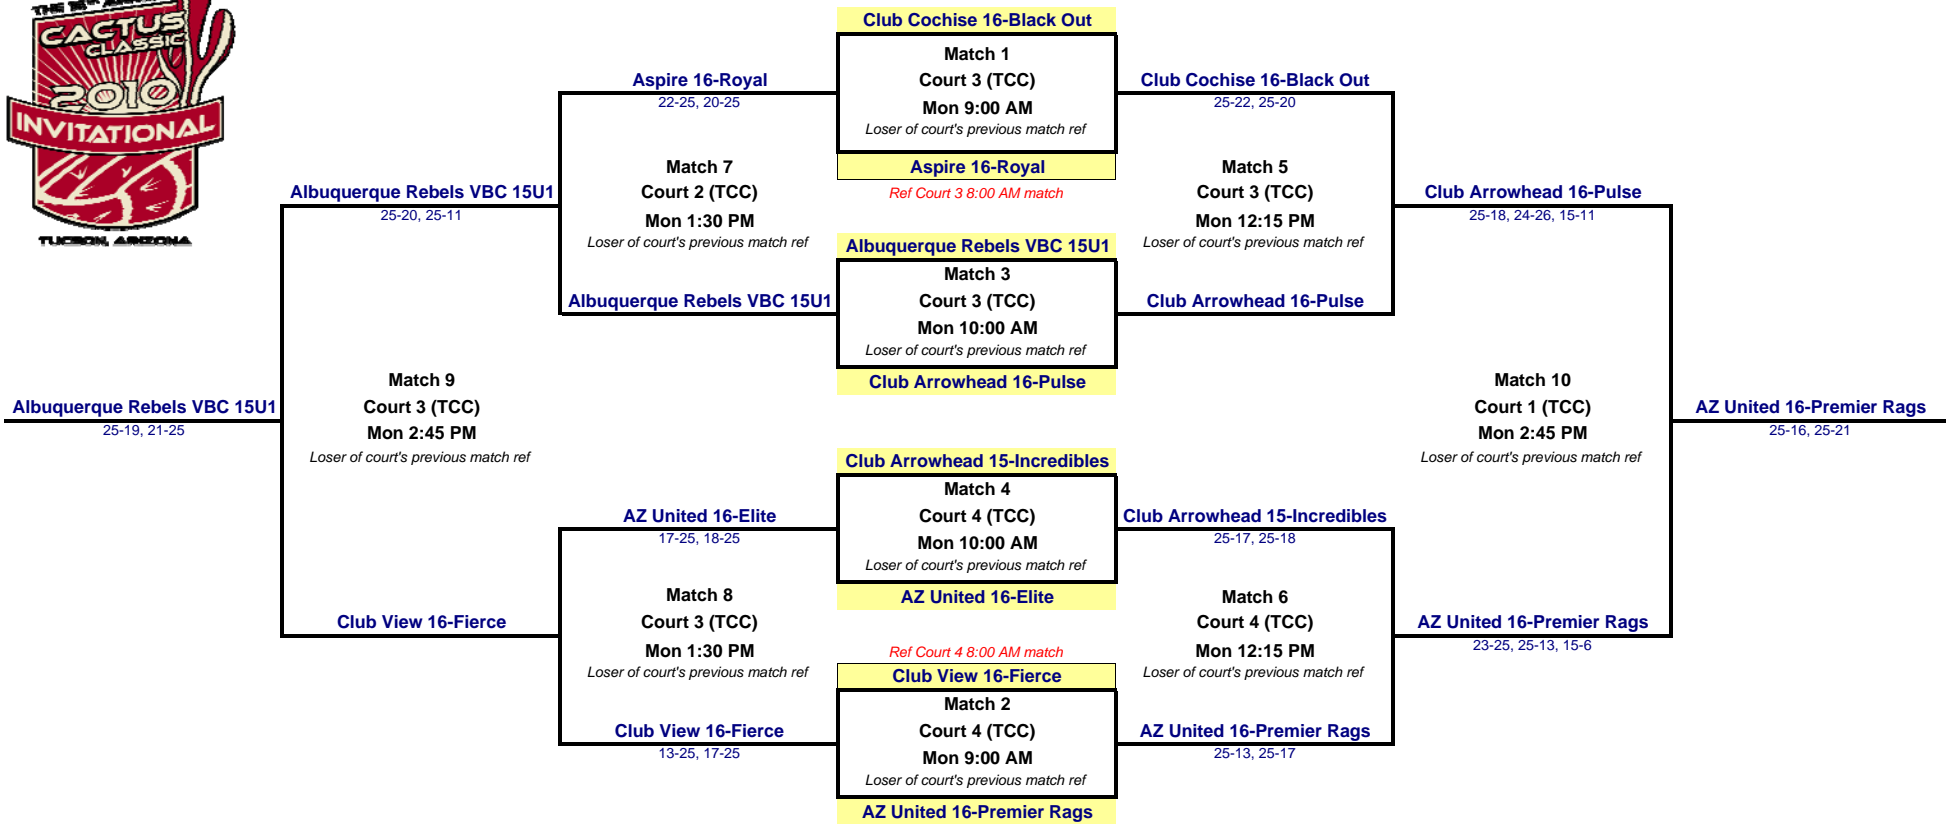 THE 16TH ANNUAL
CACTUS
CLASSIC
2010
INVITATIONAL
TUCSON, ARIZONA
Club Cochise 16-Black Out
Match 1
Court 3 (TCC)
Mon 9:00 AM
Loser of court's previous match ref
Aspire 16-Royal
Ref Court 3 8:00 AM match
Aspire 16-Royal
22-25, 20-25
Club Cochise 16-Black Out
25-22, 25-20
Match 7
Court 2 (TCC)
Mon 1:30 PM
Loser of court's previous match ref
Match 5
Court 3 (TCC)
Mon 12:15 PM
Loser of court's previous match ref
Albuquerque Rebels VBC 15U1
25-20, 25-11
Club Arrowhead 16-Pulse
25-18, 24-26, 15-11
Albuquerque Rebels VBC 15U1
Match 3
Court 3 (TCC)
Mon 10:00 AM
Loser of court's previous match ref
Club Arrowhead 16-Pulse
Albuquerque Rebels VBC 15U1
Club Arrowhead 16-Pulse
Match 9
Court 3 (TCC)
Mon 2:45 PM
Loser of court's previous match ref
Match 10
Court 1 (TCC)
Mon 2:45 PM
Loser of court's previous match ref
Albuquerque Rebels VBC 15U1
25-19, 21-25
AZ United 16-Premier Rags
25-16, 25-21
Club Arrowhead 15-Incredibles
Match 4
Court 4 (TCC)
Mon 10:00 AM
Loser of court's previous match ref
AZ United 16-Elite
AZ United 16-Elite
17-25, 18-25
Club Arrowhead 15-Incredibles
25-17, 25-18
Match 8
Court 3 (TCC)
Mon 1:30 PM
Loser of court's previous match ref
Match 6
Court 4 (TCC)
Mon 12:15 PM
Loser of court's previous match ref
Club View 16-Fierce
AZ United 16-Premier Rags
23-25, 25-13, 15-6
Ref Court 4 8:00 AM match
Club View 16-Fierce
Match 2
Court 4 (TCC)
Mon 9:00 AM
Loser of court's previous match ref
AZ United 16-Premier Rags
Club View 16-Fierce
13-25, 17-25
AZ United 16-Premier Rags
25-13, 25-17